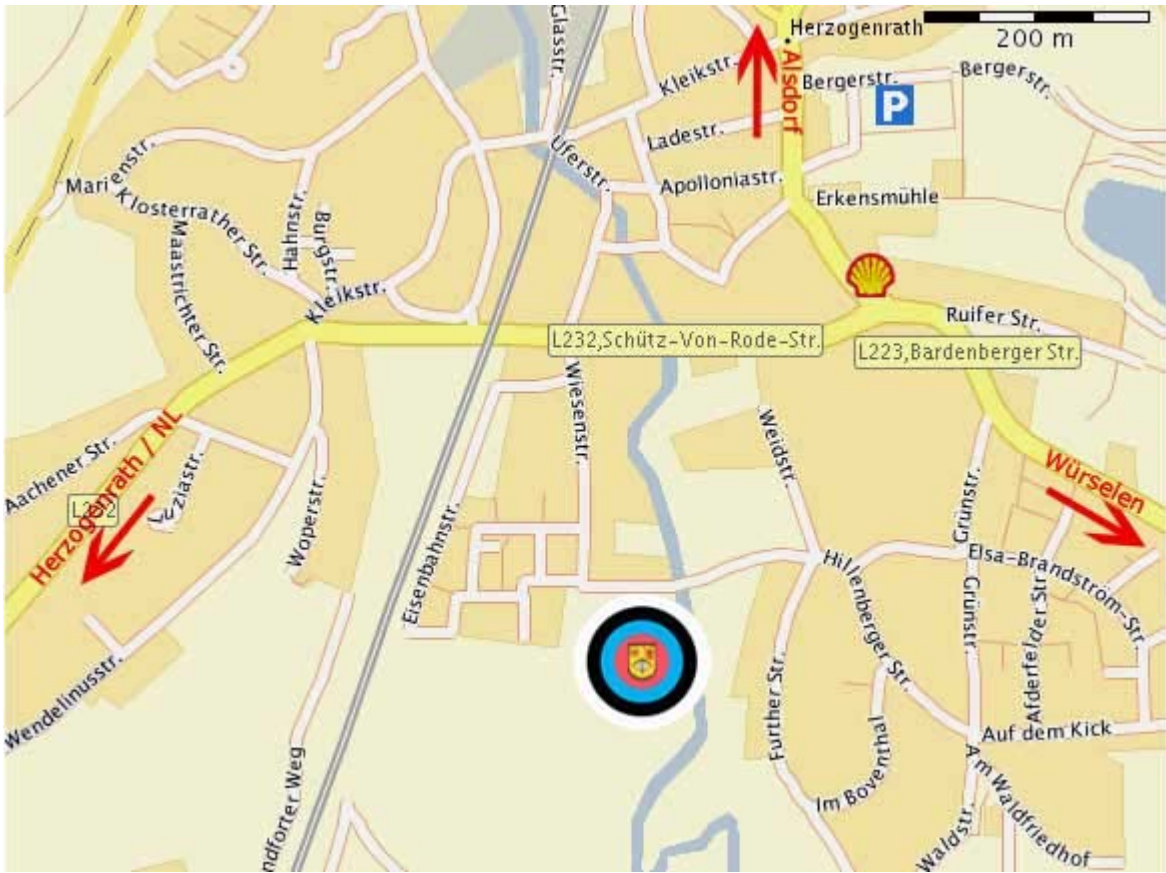 Glasstr.
Herzogenrath
200 m
Alsdorf
Kleikstr.
Bergerstr.
Bergerstr.
P
Ladestr.
Uferstr.
Marienstr.
Apolloniastr.
Erkensmühle
Klosterrather Str.
Hahnstr.
Burgstr.
Maastrichter Str.
Kleikstr.
Ruifer Str.
L232,Schütz-Von-Rode-Str.
L223,Bardenberger Str.
Wiesenstr.
Weidstr.
Aachener Str.
Herzogenrath / NL
Luziastr.
Woperstr.
Eisenbahnstr.
Grünstr.
Würselen
Hillenberger Str.
Elsa-Brandström-Str.
Grünstr.
Afderfelder Str.
Further Str.
Wendelinusstr.
Im Boventhal
Auf dem Kick
Am Waldfriedhof
Waldstr.
ndforter Weg